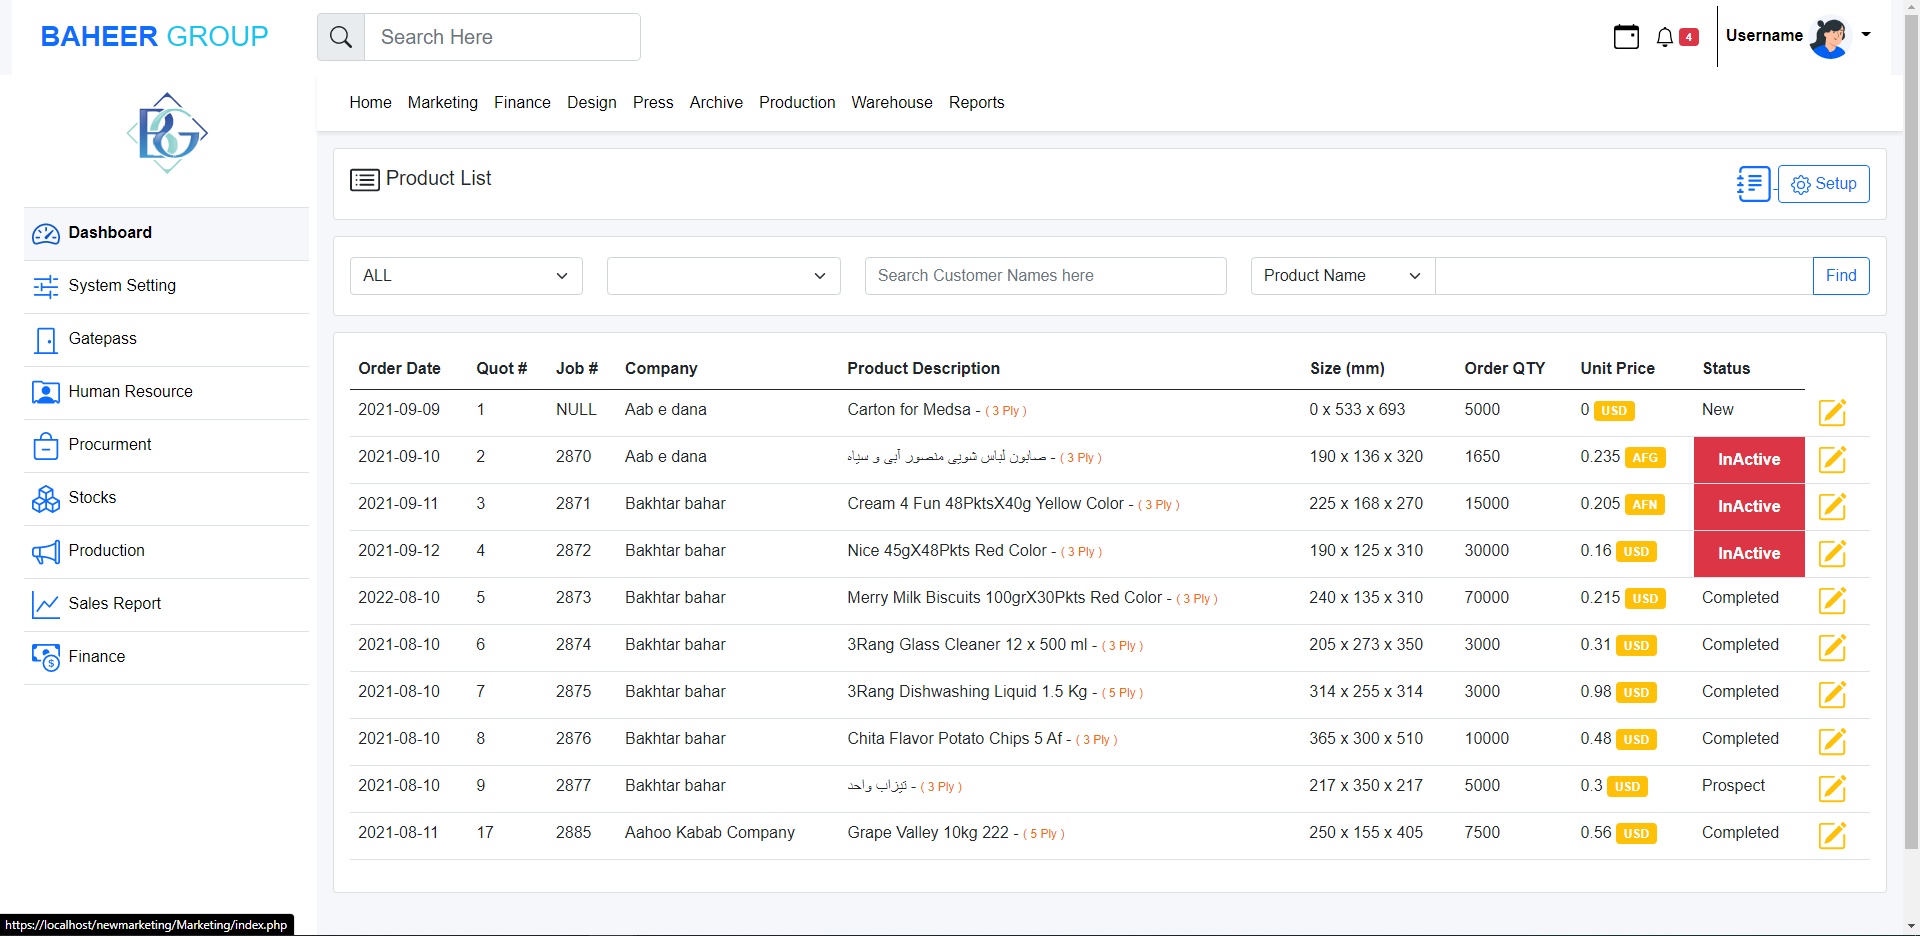 BAHEER GROUP
Search Here
4
Username
BG
Home Marketing Finance Design Press Archive Production Warehouse Reports
Product List
Setup
Dashboard
System Setting
Gatepass
Human Resource
Procurment
Stocks
Production
Sales Report
Finance
ALL
Search Customer Names here
Product Name
Find
Order Date Quot # Job # Company Product Description Size (mm) Order QTY Unit Price Status
2021-09-09 1 NULL Aab e dana Carton for Medsa - ( 3 Ply ) 0 x 533 x 693 5000 0 USD New
2021-09-10 2 2870 Aab e dana صابون لباس شویی منصور آبی و سیاه - ( 3 Ply ) 190 x 136 x 320 1650 0.235 AFG InActive
2021-09-11 3 2871 Bakhtar bahar Cream 4 Fun 48PktsX40g Yellow Color - ( 3 Ply ) 225 x 168 x 270 15000 0.205 AFN InActive
2021-09-12 4 2872 Bakhtar bahar Nice 45gX48Pkts Red Color - ( 3 Ply ) 190 x 125 x 310 30000 0.16 USD InActive
2022-08-10 5 2873 Bakhtar bahar Merry Milk Biscuits 100grX30Pkts Red Color - ( 3 Ply ) 240 x 135 x 310 70000 0.215 USD Completed
2021-08-10 6 2874 Bakhtar bahar 3Rang Glass Cleaner 12 x 500 ml - ( 3 Ply ) 205 x 273 x 350 3000 0.31 USD Completed
2021-08-10 7 2875 Bakhtar bahar 3Rang Dishwashing Liquid 1.5 Kg - ( 5 Ply ) 314 x 255 x 314 3000 0.98 USD Completed
2021-08-10 8 2876 Bakhtar bahar Chita Flavor Potato Chips 5 Af - ( 3 Ply ) 365 x 300 x 510 10000 0.48 USD Completed
2021-08-10 9 2877 Bakhtar bahar تیزاب واحد - ( 3 Ply ) 217 x 350 x 217 5000 0.3 USD Prospect
2021-08-11 17 2885 Aahoo Kabab Company Grape Valley 10kg 222 - ( 5 Ply ) 250 x 155 x 405 7500 0.56 USD Completed
https://localhost/newmarketing/Marketing/index.php